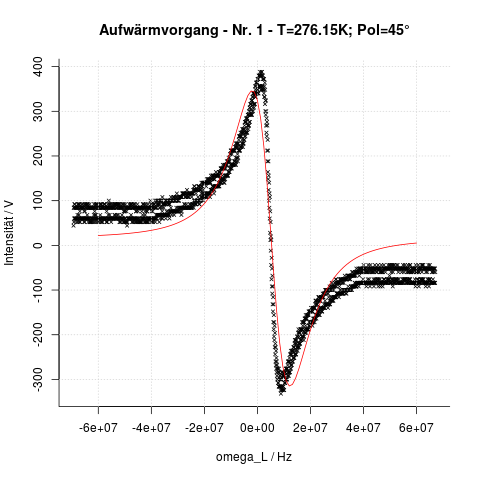 Aufwärmvorgang - Nr. 1 - T=276.15K; Pol=45°
Intensität / V
400
300
200
100
0
-100
-200
-300
-6e+07 -4e+07 -2e+07 0e+00 2e+07 4e+07 6e+07
omega_L / Hz